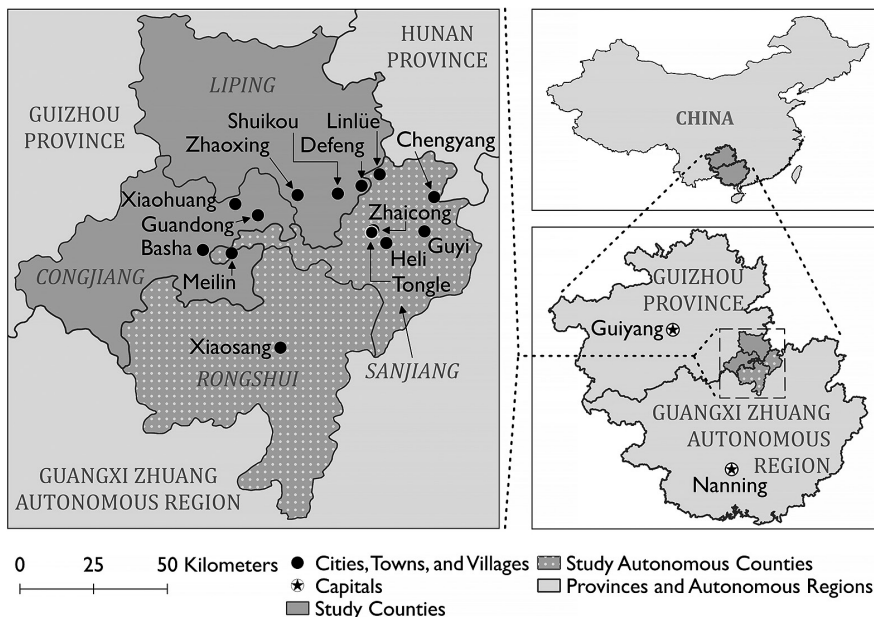 HUNAN
PROVINCE
LIPING
GUIZHOU
PROVINCE
Shuikou
Linlüe
Zhaoxing
Defeng
Chengyang
Xiaohuang
Guandong
Zhaicong
Basha
Guyi
Heli
CONGJIANG
Meilin
Tongle
Xiaosang
RONGSHUI
SANJIANG
GUANGXI ZHUANG
AUTONOMOUS REGION
CHINA
GUIZHOU
PROVINCE
Guiyang
GUANGXI ZHUANG
AUTONOMOUS
REGION
Nanning
0 25 50 Kilometers
Cities, Towns, and Villages
Capitals
Study Counties
Study Autonomous Counties
Provinces and Autonomous Regions